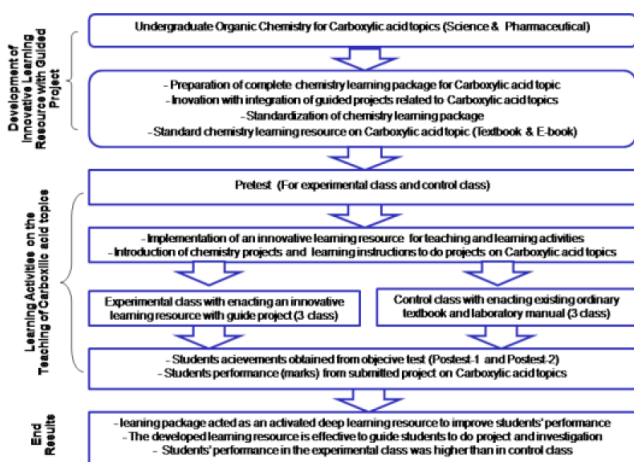 Development of
Innovative Learning
Resource with Guided
Project
Undergraduate Organic Chemistry for Carboxylic acid topics (Science & Pharmaceutical)
- Preparation of complete chemistry learning package for Carboxylic acid topic
- Inovation with integration of guided projects related to Carboxylic acid topics
- Standardization of chemistry learning package
- Standard chemistry learning resource on Carboxylic acid topic (Textbook & E-book)
Learning Activities on the
Teaching of Carboxilic acid topics
Pretest (For experimental class and control class)
- Implementation of an innovative learning resource for teaching and learning activities
- Introduction of chemistry projects and learning instructions to do projects on Carboxylic acid topics
Experimental class with enacting an innovative
learning resource with guide project (3 class)
Control class with enacting existing ordinary
textbook and laboratory manual (3 class)
- Students acievements obtained from objecive test (Postest-1 and Postest-2)
- Students performance (marks) from submitted project on Carboxylic acid topics
End
Results
- leaning package acted as an activated deep learning resource to improve students' performance
- The developed learning resource is effective to guide students to do project and investigation
- Students' performance in the experimental class was higher than in control class